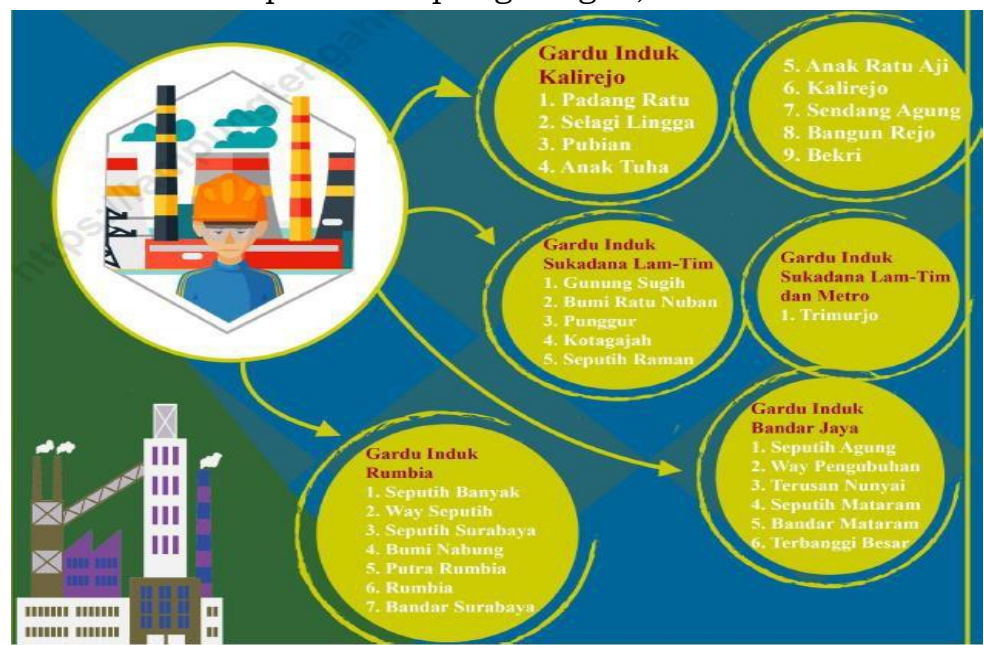 Gardu Induk
Kalirejo
1. Padang Ratu
2. Selagi Lingga
3. Pubian
4. Anak Tuha
5. Anak Ratu Aji
6. Kalirejo
7. Sendang Agung
8. Bangun Rejo
9. Bekri
Gardu Induk
Sukadana Lam-Tim
1. Gunung Sugih
2. Bumi Ratu Nuban
3. Punggur
4. Kotagajah
5. Seputih Raman
Gardu Induk
Sukadana Lam-Tim
dan Metro
1. Trimurjo
Gardu Induk
Bandar Jaya
1. Seputih Agung
2. Way Pengubuhan
3. Terusan Nunyai
4. Seputih Mataram
5. Bandar Mataram
6. Terbanggi Besar
Gardu Induk
Rumbia
1. Seputih Banyak
2. Way Seputih
3. Seputih Surabaya
4. Bumi Nabung
5. Putra Rumbia
6. Rumbia
7. Bandar Surabaya